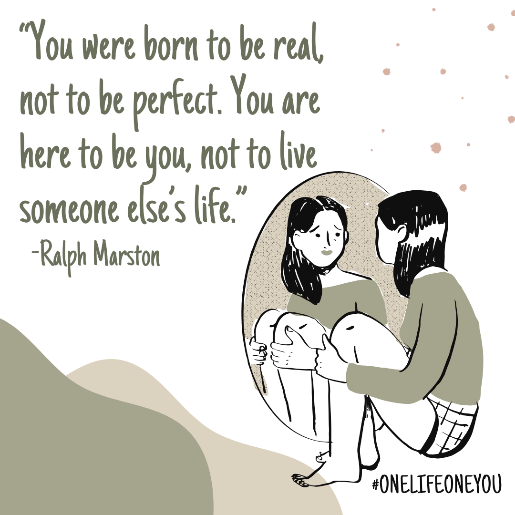 “You were born to be real,
not to be perfect. You are
here to be you, not to live
someone else’s life.”
-Ralph Marston
#ONELIFEONEYOU